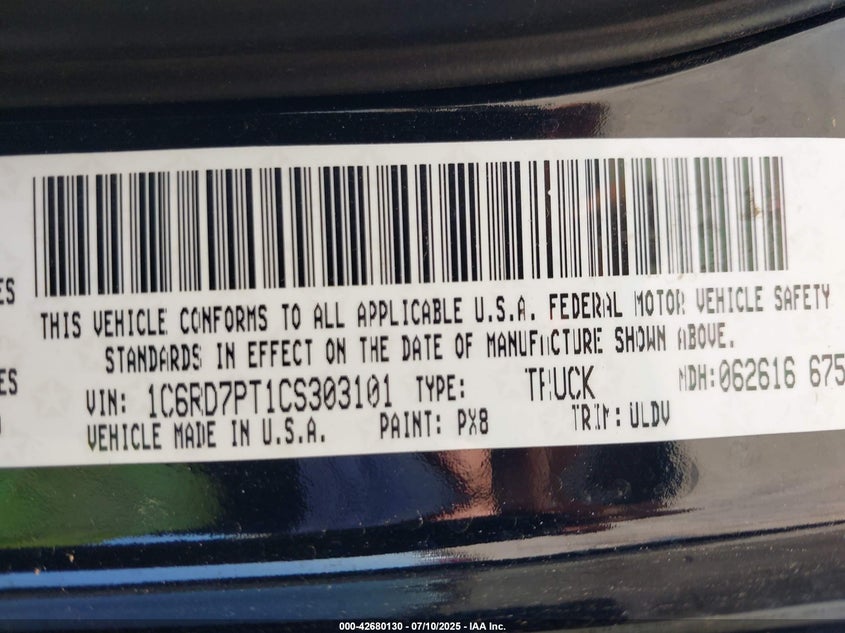 ES
THIS VEHICLE CONFORMS TO ALL APPLICABLE U.S.A. FEDERAL MOTOR VEHICLE SAFETY
STANDARDS IN EFFECT ON THE DATE OF MANUFACTURE SHOWN ABOVE.
ES
VIN: 1C6RD7PT1CS303101 TYPE: TRUCK MDH:062616 675
VEHICLE MADE IN U.S.A. PAINT: PX8 TRIM: ULDV
000-42680130 - 07/10/2025 - IAA Inc.